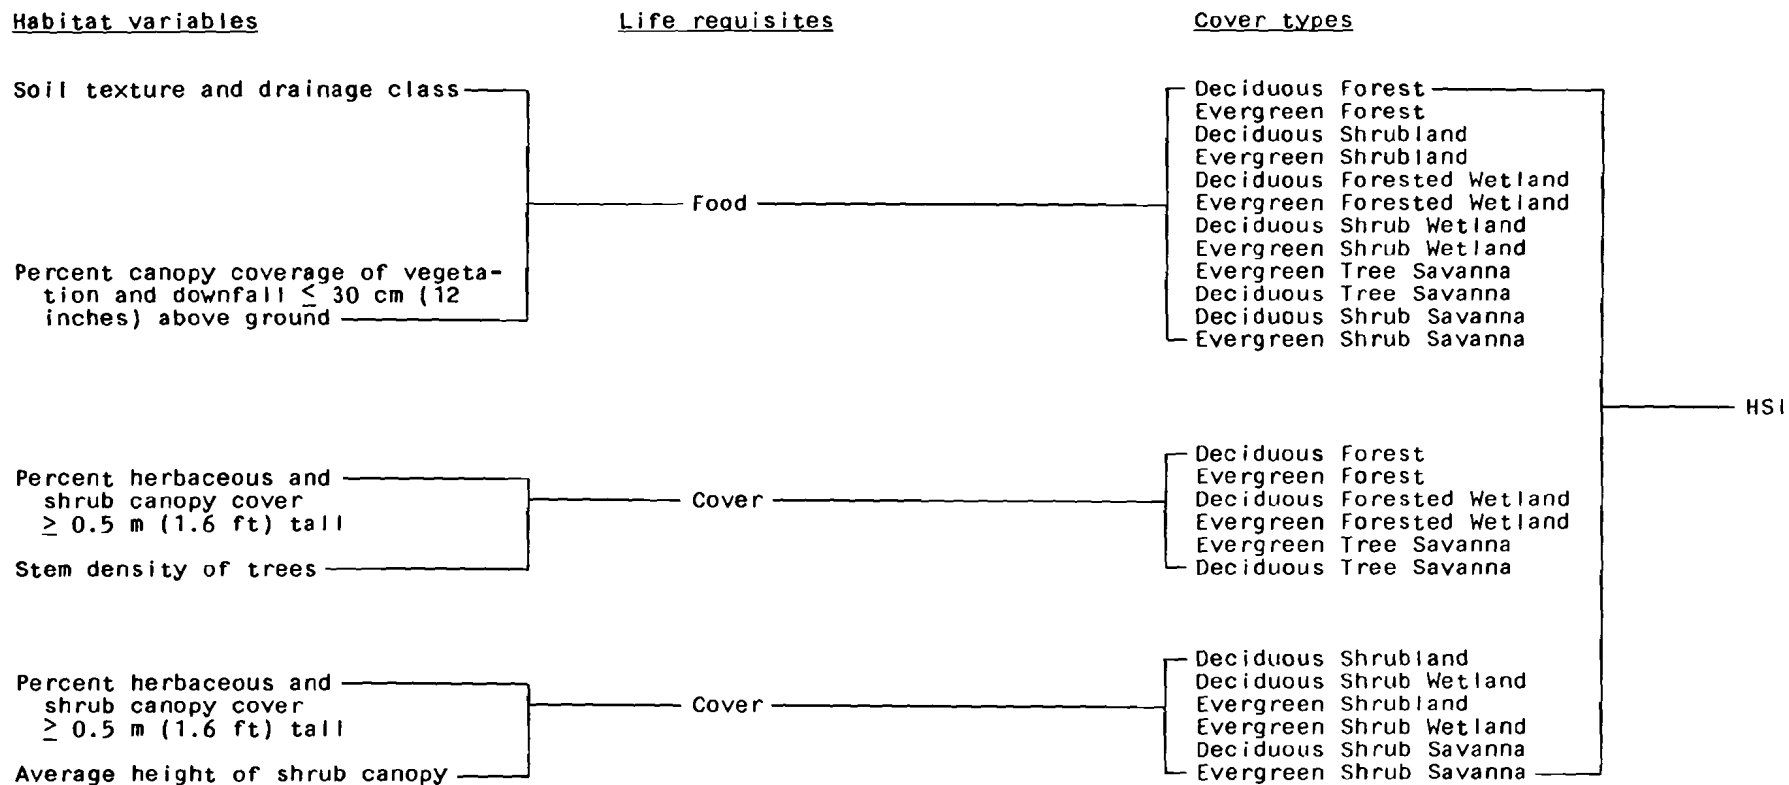 Habitat variables
Life requisites
Cover types
Soil texture and drainage class
Percent canopy coverage of vegeta-
tion and downfall ≤ 30 cm (12
inches) above ground
Food
Deciduous Forest
Evergreen Forest
Deciduous Shrubland
Evergreen Shrubland
Deciduous Forested Wetland
Evergreen Forested Wetland
Deciduous Shrub Wetland
Evergreen Shrub Wetland
Evergreen Tree Savanna
Deciduous Tree Savanna
Deciduous Shrub Savanna
Evergreen Shrub Savanna
HSI
Percent herbaceous and
shrub canopy cover
≥ 0.5 m (1.6 ft) tall
Stem density of trees
Cover
Deciduous Forest
Evergreen Forest
Deciduous Forested Wetland
Evergreen Forested Wetland
Evergreen Tree Savanna
Deciduous Tree Savanna
Percent herbaceous and
shrub canopy cover
≥ 0.5 m (1.6 ft) tall
Average height of shrub canopy
Cover
Deciduous Shrubland
Deciduous Shrub Wetland
Evergreen Shrubland
Evergreen Shrub Wetland
Deciduous Shrub Savanna
Evergreen Shrub Savanna